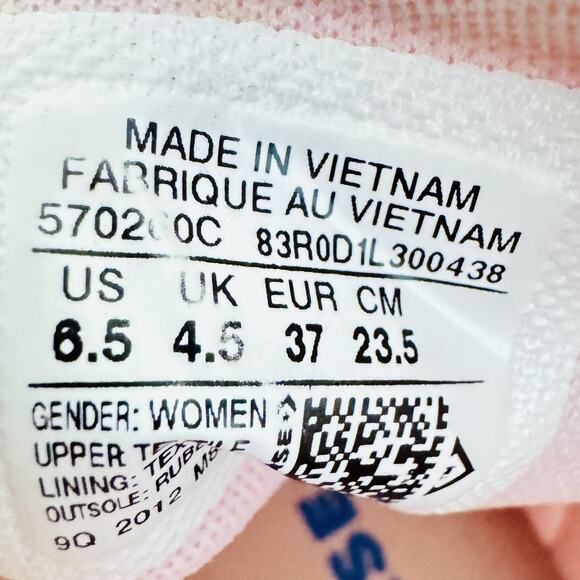 MADE IN VIETNAM
FABRIQUE AU VIETNAM
83R0D1L300438
US UK EUR CM
6.5 4.5 37 23.5
GENDER: WOMEN
UPPER
LINING:
OUTSOLE:
9Q 2012
SE